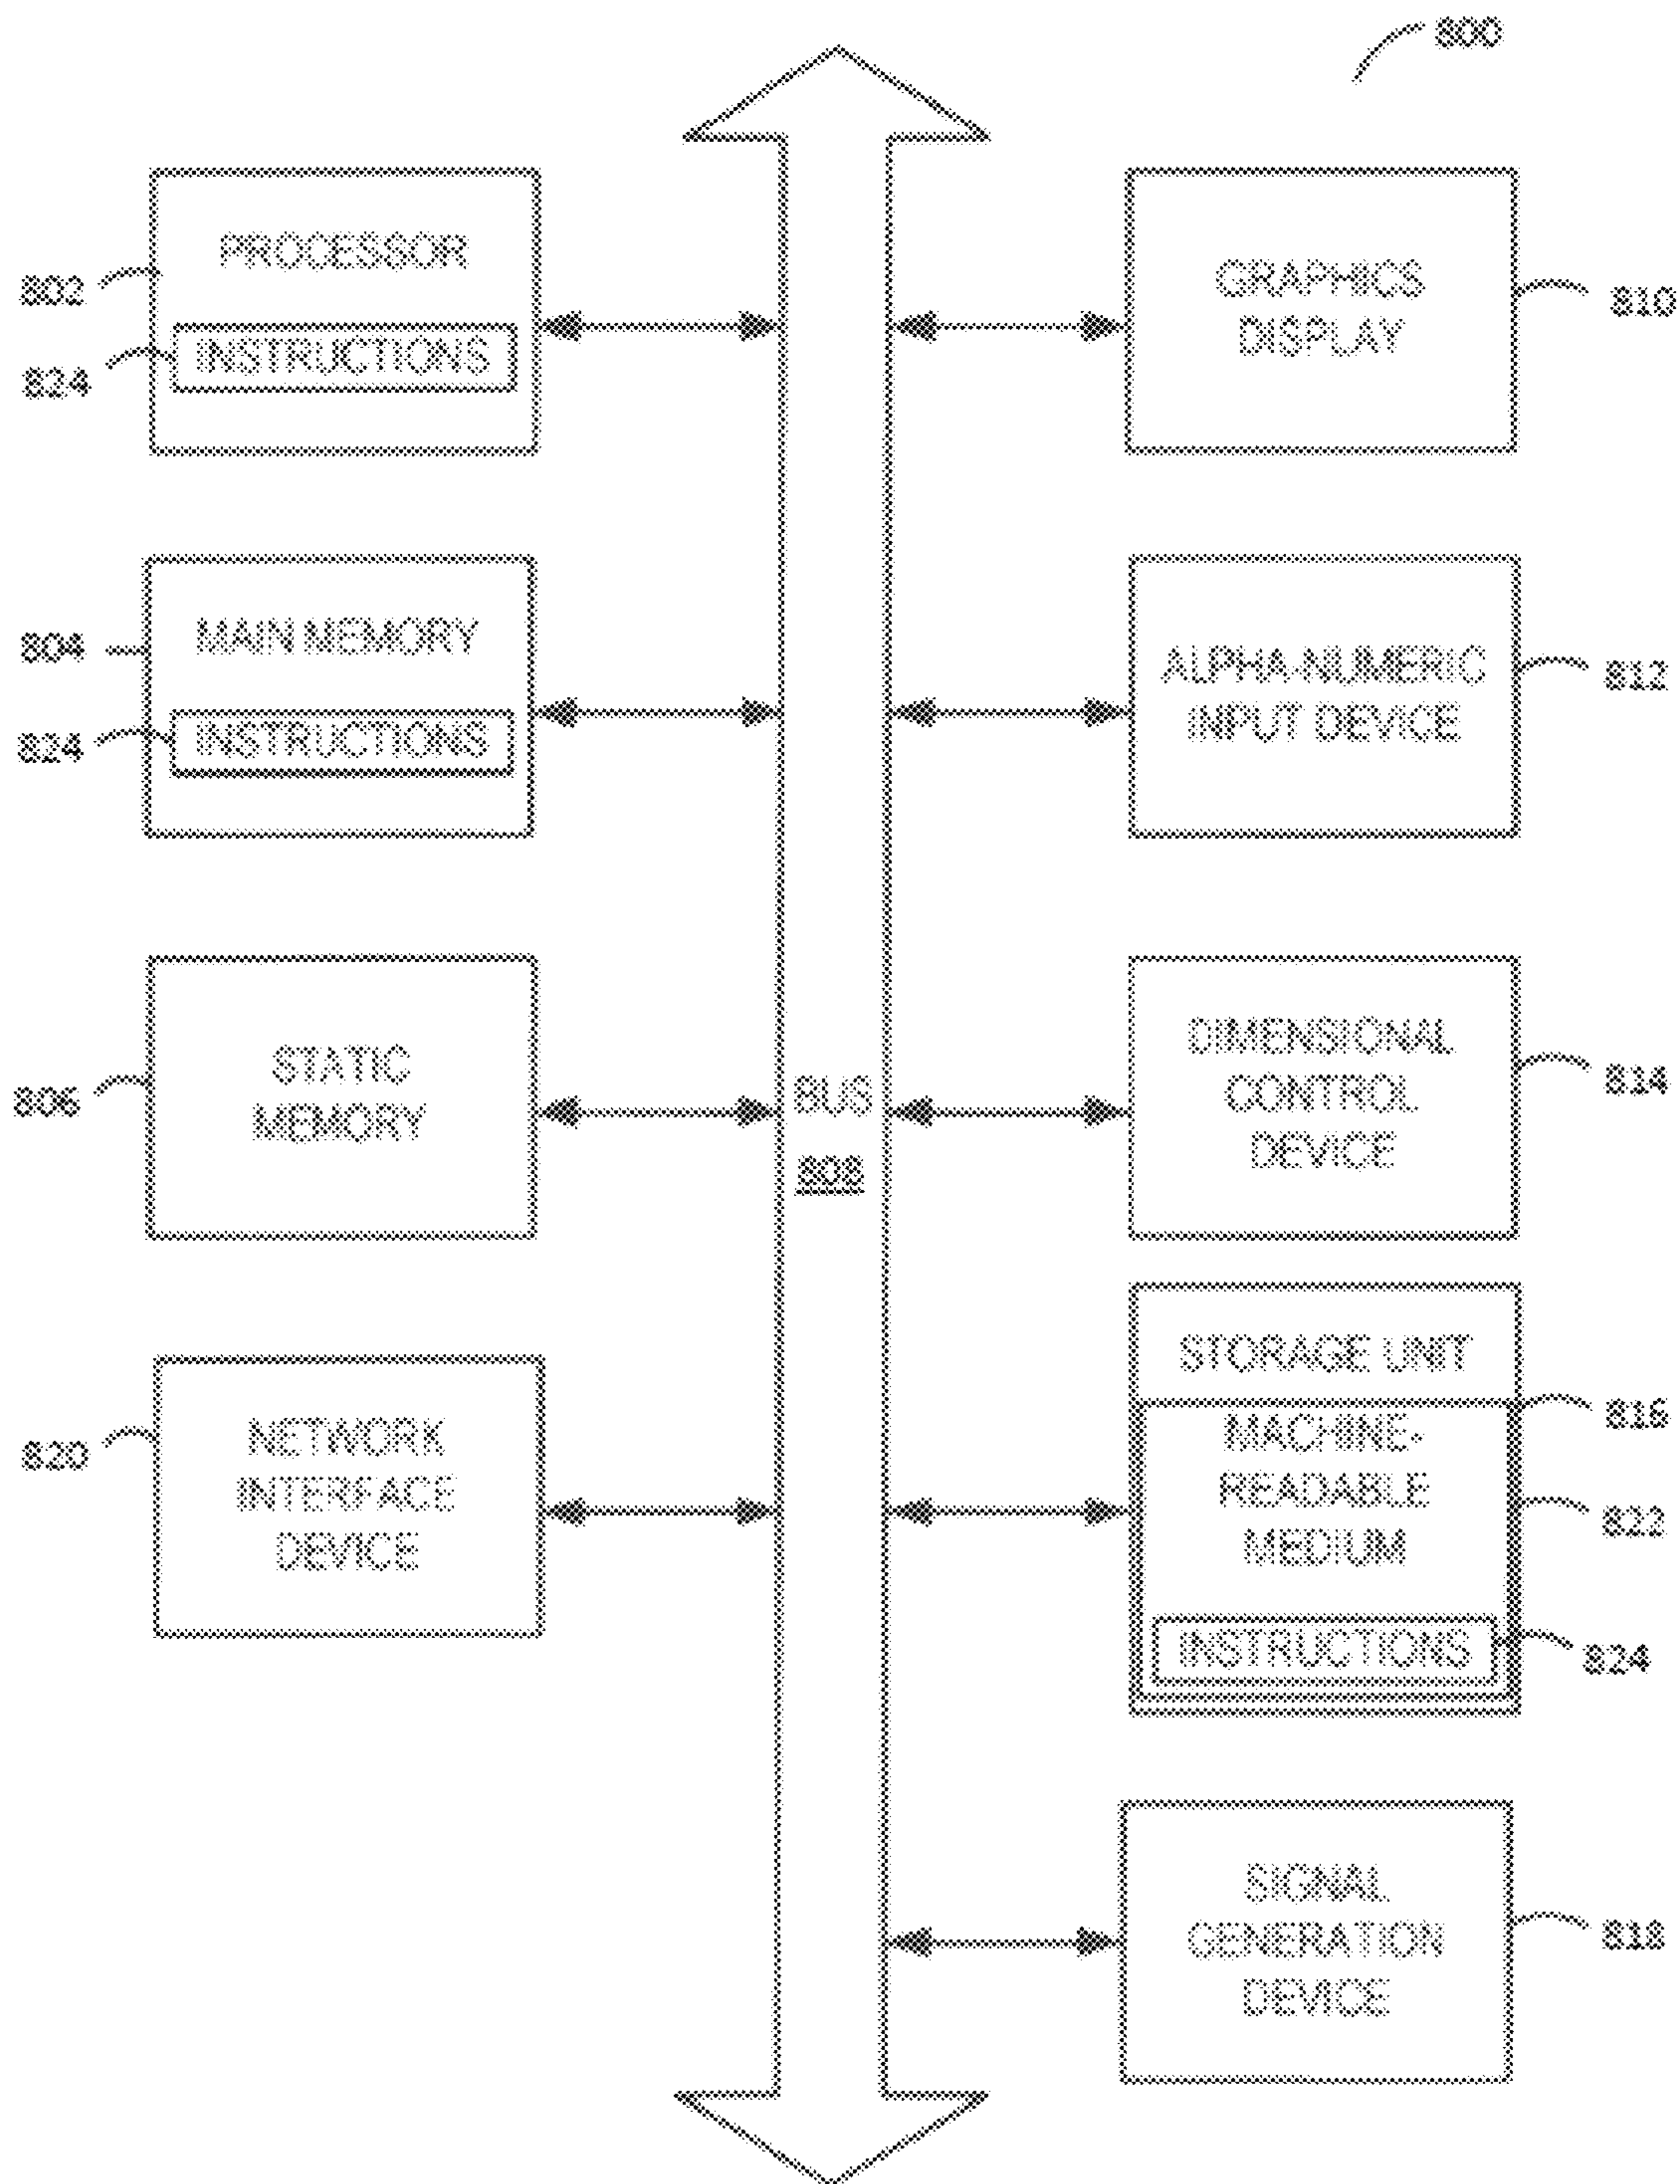 800
PROCESSOR
802
INSTRUCTIONS
824
GRAPHICS
DISPLAY
810
MAIN MEMORY
804
INSTRUCTIONS
824
ALPHA-NUMERIC
INPUT DEVICE
812
STATIC
MEMORY
806
BUS
808
DIMENSIONAL
CONTROL
DEVICE
814
NETWORK
INTERFACE
DEVICE
820
STORAGE UNIT
816
MACHINE-
READABLE
MEDIUM
822
INSTRUCTIONS
824
SIGNAL
GENERATION
DEVICE
818